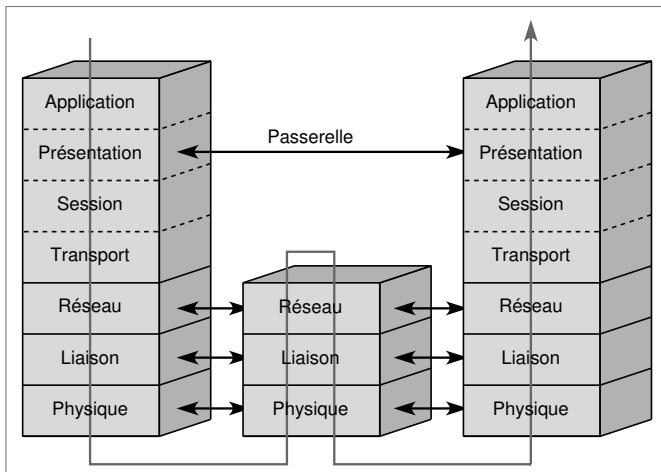 Application
Présentation
Session
Transport
Réseau
Liaison
Physique
Passerelle
Réseau
Liaison
Physique
Application
Présentation
Session
Transport
Réseau
Liaison
Physique